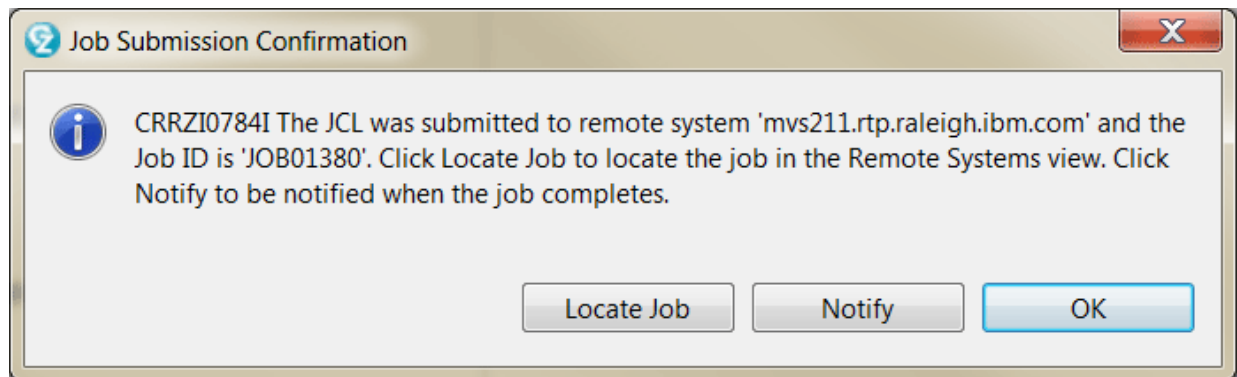 Job Submission Confirmation
CRRZI0784I The JCL was submitted to remote system 'mvs211.rtp.raleigh.ibm.com' and the
Job ID is 'JOB01380'. Click Locate Job to locate the job in the Remote Systems view. Click
Notify to be notified when the job completes.
Locate Job Notify OK